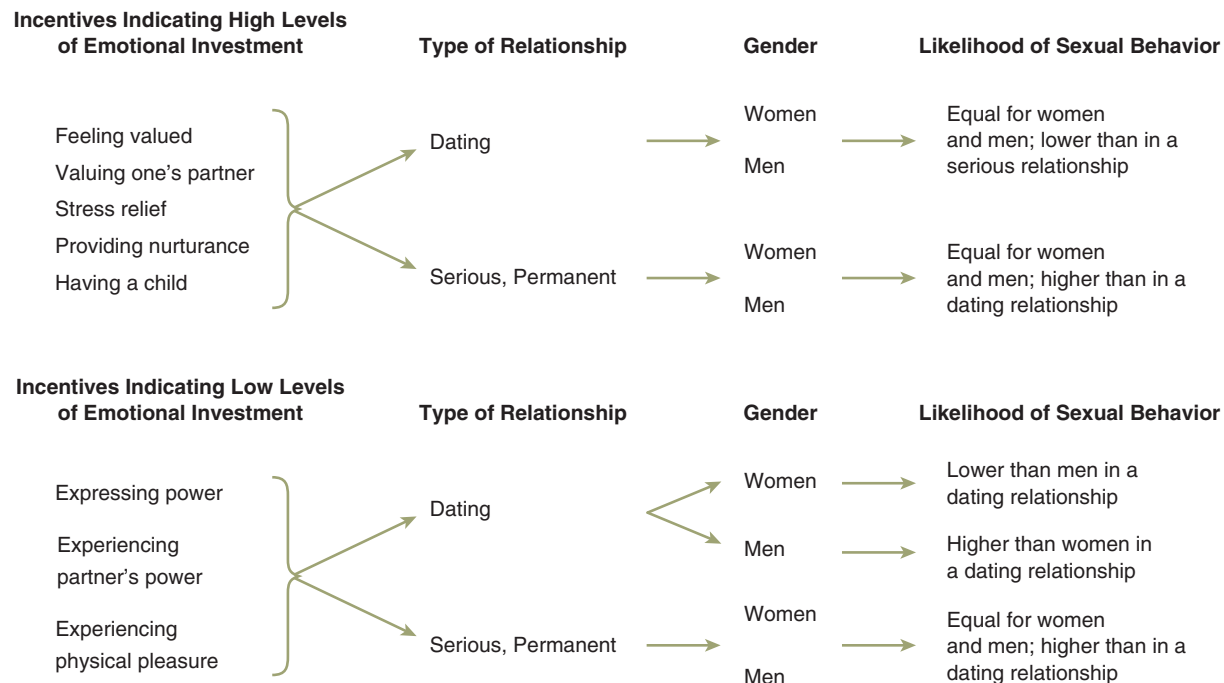 Incentives Indicating High Levels
of Emotional Investment
Type of Relationship
Gender
Likelihood of Sexual Behavior
Feeling valued
Valuing one's partner
Stress relief
Providing nurturance
Having a child
Dating
Women
Men
Equal for women
and men; lower than in a
serious relationship
Serious, Permanent
Women
Men
Equal for women
and men; higher than in a
dating relationship
Incentives Indicating Low Levels
of Emotional Investment
Type of Relationship
Gender
Likelihood of Sexual Behavior
Expressing power
Experiencing
partner's power
Experiencing
physical pleasure
Dating
Women
Lower than men in a
dating relationship
Men
Higher than women in
a dating relationship
Serious, Permanent
Women
Men
Equal for women
and men; higher than in a
dating relationship